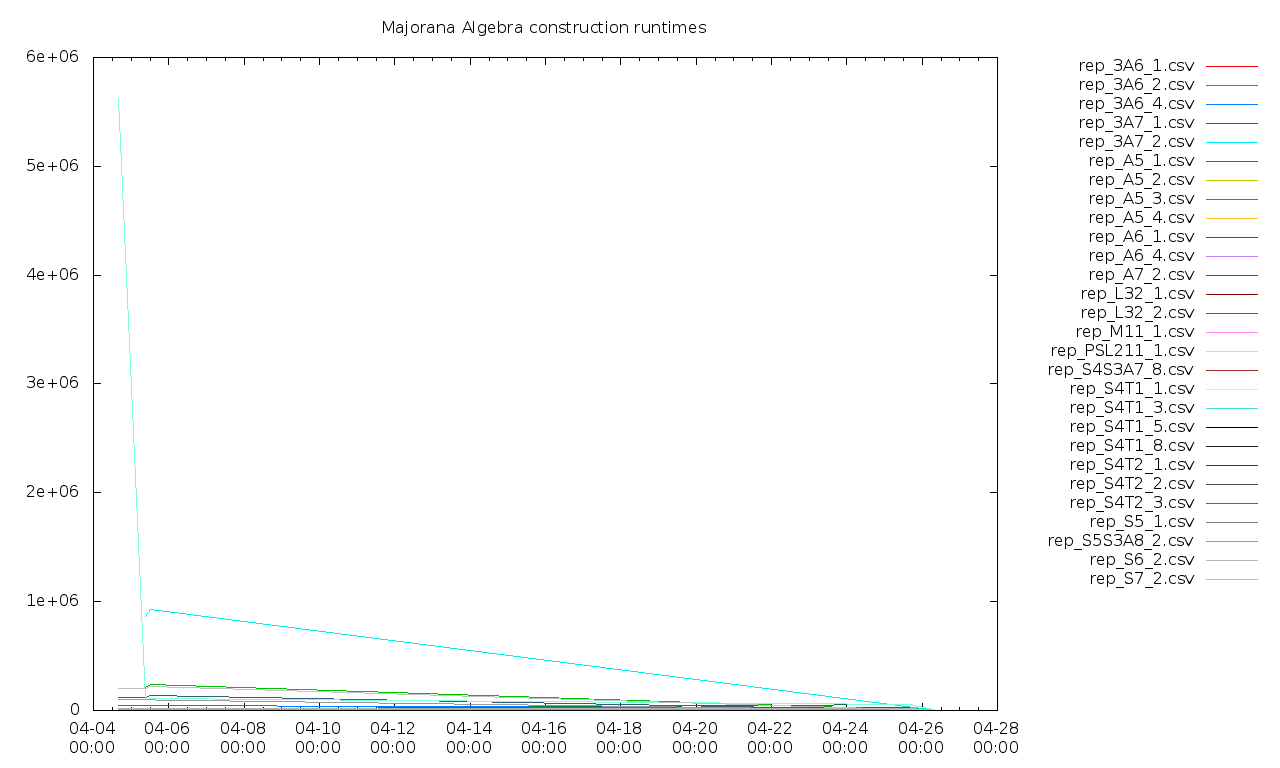 Majorana Algebra construction runtimes
6e+06
5e+06
4e+06
3e+06
2e+06
1e+06
0
04-04 04-06 04-08 04-10 04-12 04-14 04-16 04-18 04-20 04-22 04-24 04-26 04-28
00:00 00:00 00:00 00:00 00:00 00:00 00:00 00:00 00:00 00:00 00:00 00:00 00:00
rep_3A6_1.csv
rep_3A6_2.csv
rep_3A6_4.csv
rep_3A7_1.csv
rep_3A7_2.csv
rep_A5_1.csv
rep_A5_2.csv
rep_A5_3.csv
rep_A5_4.csv
rep_A6_1.csv
rep_A6_4.csv
rep_A7_2.csv
rep_L32_1.csv
rep_L32_2.csv
rep_M11_1.csv
rep_PSL211_1.csv
rep_S4S3A7_8.csv
rep_S4T1_1.csv
rep_S4T1_3.csv
rep_S4T1_5.csv
rep_S4T1_8.csv
rep_S4T2_1.csv
rep_S4T2_2.csv
rep_S4T2_3.csv
rep_S5_1.csv
rep_S5S3A8_2.csv
rep_S6_2.csv
rep_S7_2.csv